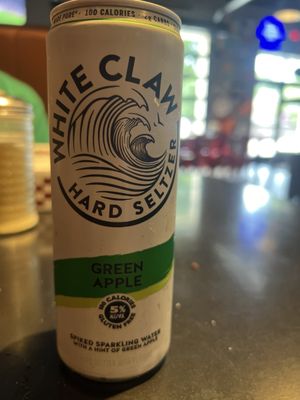 100 CALORIES
WHITE CLAW
HARD SELTZER
GREEN
APPLE
100 CALORIES
5%
ALC/VOL
GLUTEN FREE
SPIKED SPARKLING WATER
WITH A HINT OF GREEN APPLE